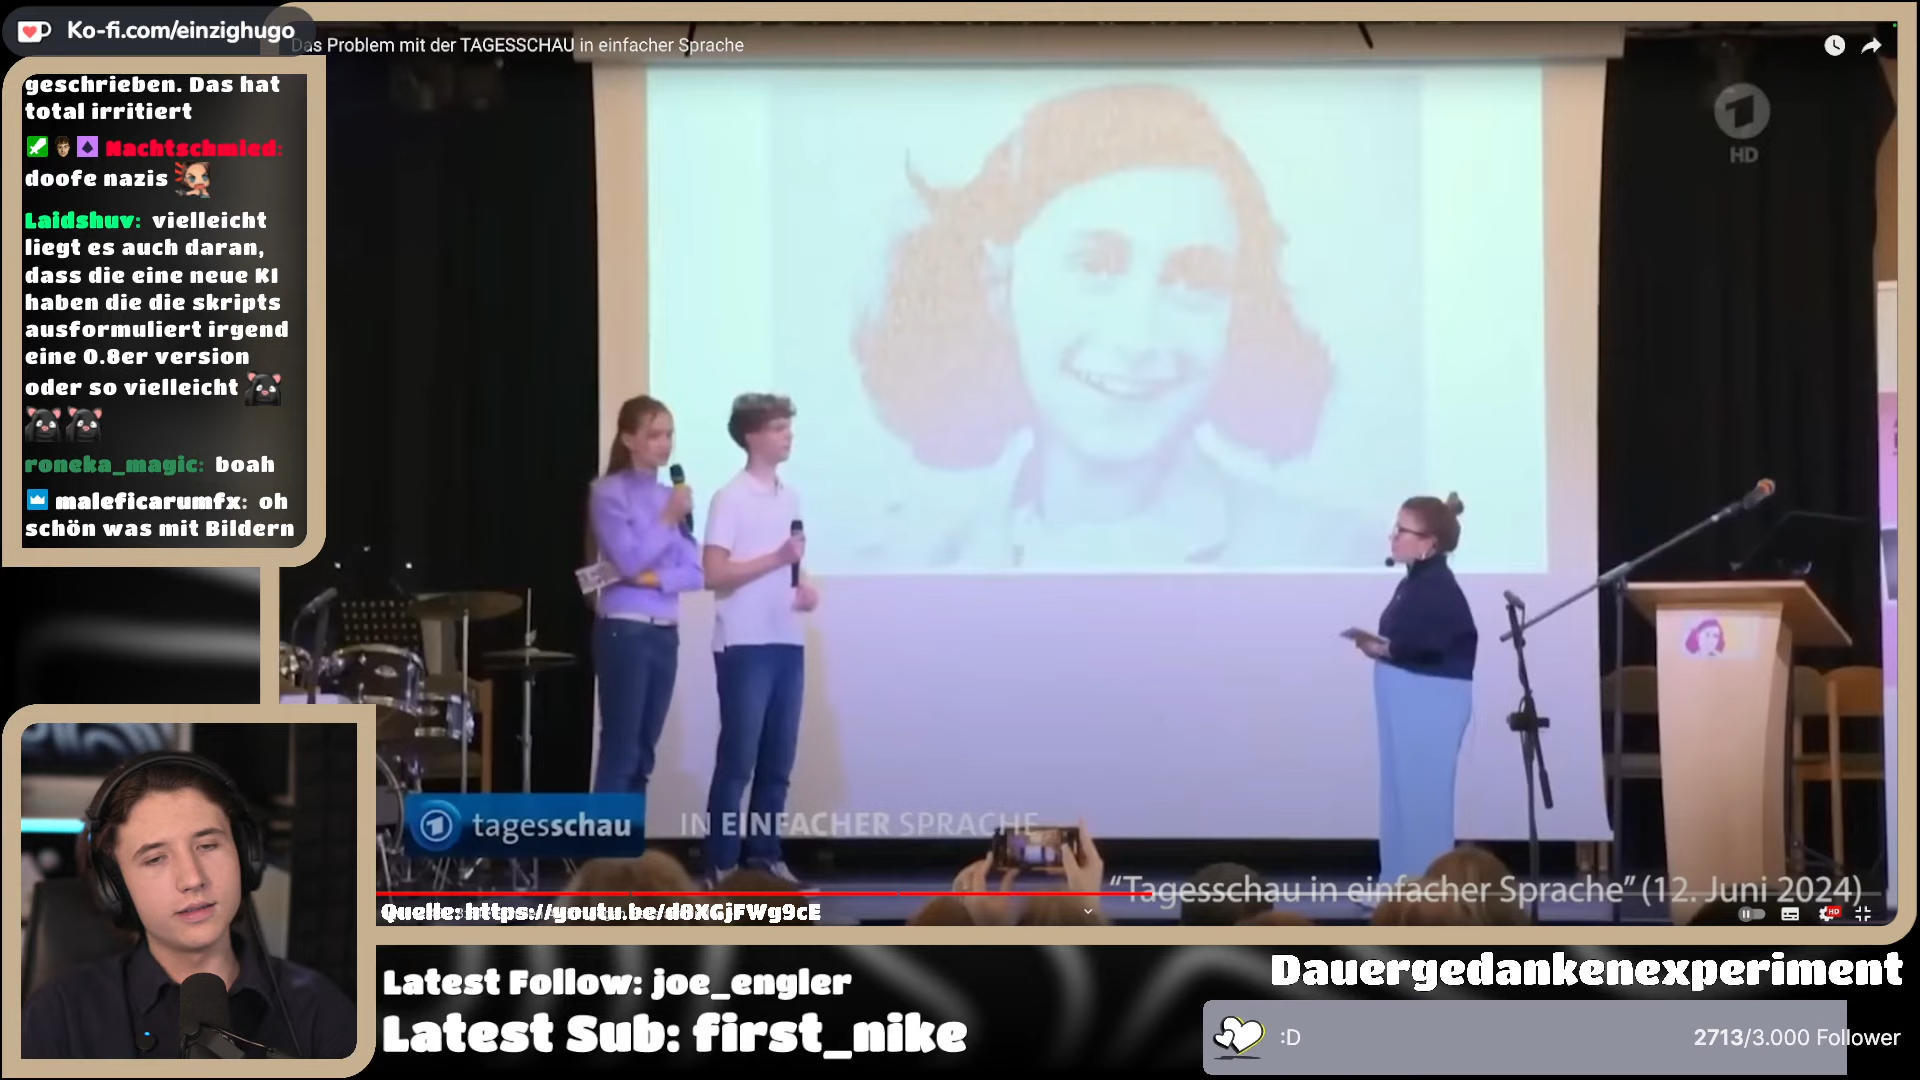 Ko-fi.com/einzighugo
Das Problem mit der TAGESSCHAU in einfacher Sprache
geschrieben. Das hat
total irritiert
Nachtschmied:
doofe nazis
Laidshuv: vielleicht
liegt es auch daran,
dass die eine neue KI
haben die die skripts
ausformuliert irgend
eine 0.8er version
oder so vielleicht
roneka_magic: boah
maleficarumfx: oh
schön was mit Bildern
1
HD
tagesschau
IN EINFACHER SPRACHE
"Tagesschau in einfacher Sprache" (12. Juni 2024)
Quelle: https://youtu.be/d8XGjFWg9cE
HD
Latest Follow: joe_engler
Latest Sub: first_nike
Dauergedankenexperiment
:D
2713/3.000 Follower